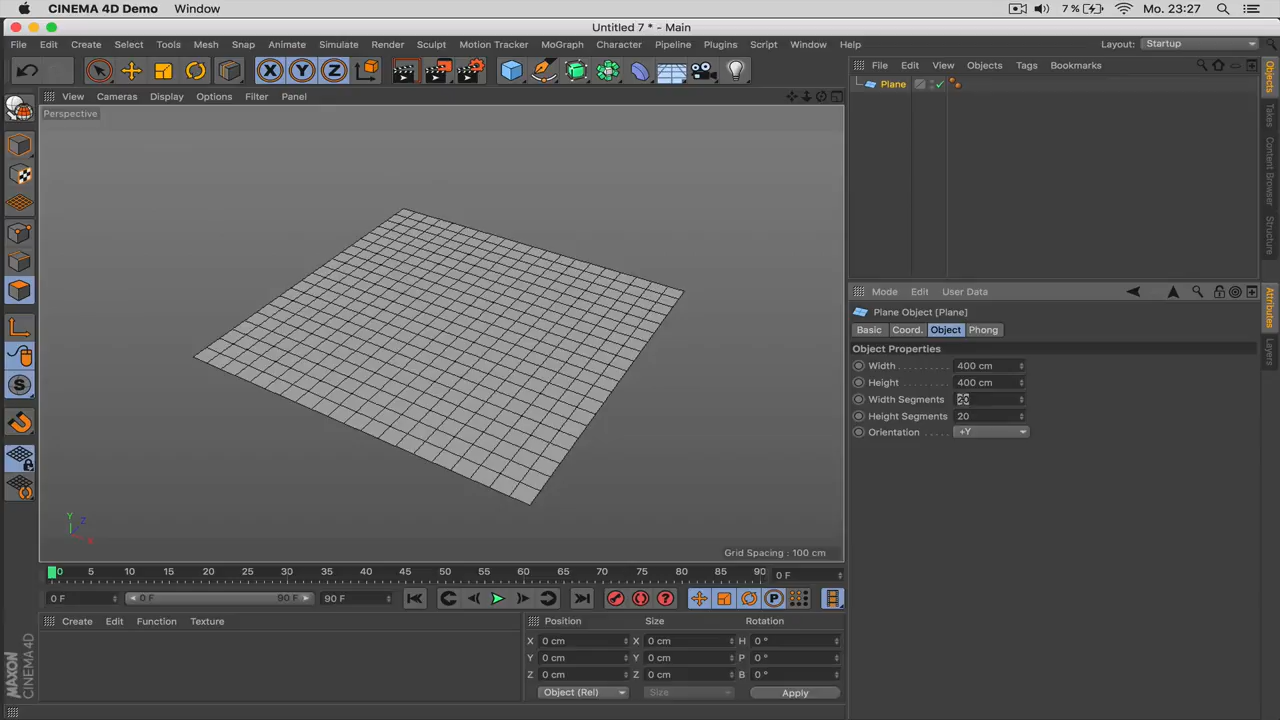 CINEMA 4D Demo Window 7 % Mo. 23:27
Untitled 7 * - Main
File Edit Create Select Tools Mesh Snap Animate Simulate Render Sculpt Motion Tracker MoGraph Character Pipeline Plugins Script Window Help Layout: Startup
X Y Z
File Edit View Objects Tags Bookmarks
Plane
View Cameras Display Options Filter Panel
Perspective
Y
Z
X
Grid Spacing : 100 cm
Objects
Takes
Content Browser
Structure
Mode Edit User Data
Plane Object [Plane]
Basic Coord. Object Phong
Object Properties
Width 400 cm
Height 400 cm
Width Segments 20
Height Segments 20
Orientation +Y
Attributes
Layers
S
0 5 10 15 20 25 30 35 40 45 50 55 60 65 70 75 80 85 90 0 F
0 F 0 F 90 F 90 F
P
Create Edit Function Texture
Position Size Rotation
X 0 cm X 0 cm H 0 °
Y 0 cm Y 0 cm P 0 °
Z 0 cm Z 0 cm B 0 °
Object (Rel) Size Apply
MAXON
CINEMA 4D